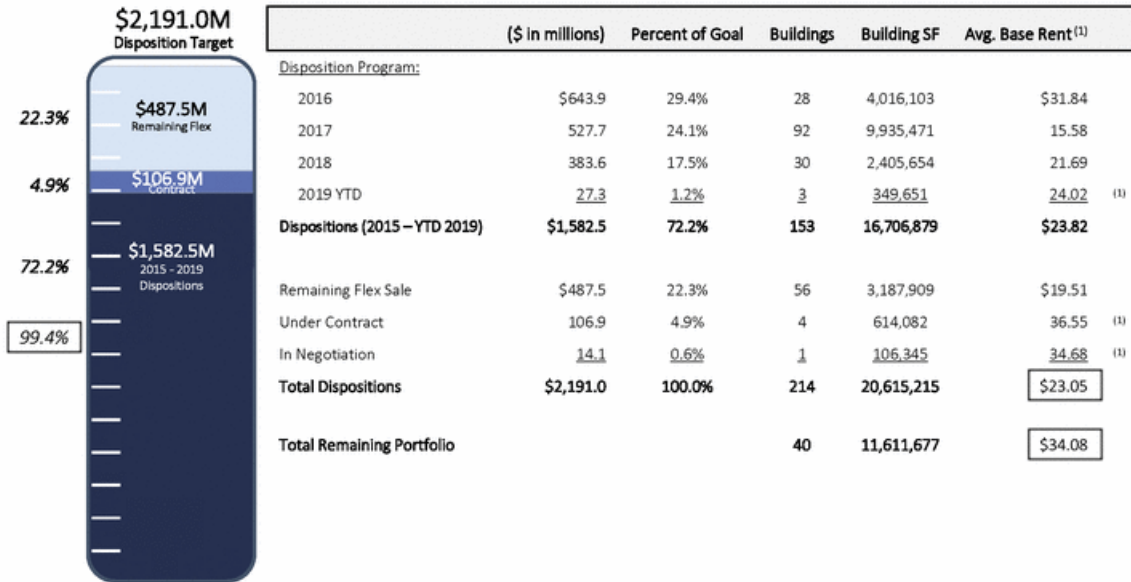 $2,191.0M
Disposition Target
22.3%
$487.5M
Remaining Flex
4.9%
$106.9M
Contract
72.2%
$1,582.5M
2015 - 2019
Dispositions
99.4%
($ in millions) Percent of Goal Buildings Building SF Avg. Base Rent (1)
Disposition Program:
2016 $643.9 29.4% 28 4,016,103 $31.84
2017 527.7 24.1% 92 9,935,471 15.58
2018 383.6 17.5% 30 2,405,654 21.69
2019 YTD 27.3 1.2% 3 349,651 24.02 (1)
Dispositions (2015 – YTD 2019) $1,582.5 72.2% 153 16,706,879 $23.82
Remaining Flex Sale $487.5 22.3% 56 3,187,909 $19.51
Under Contract 106.9 4.9% 4 614,082 36.55 (1)
In Negotiation 14.1 0.6% 1 106,345 34.68 (1)
Total Dispositions $2,191.0 100.0% 214 20,615,215 $23.05
Total Remaining Portfolio 40 11,611,677 $34.08